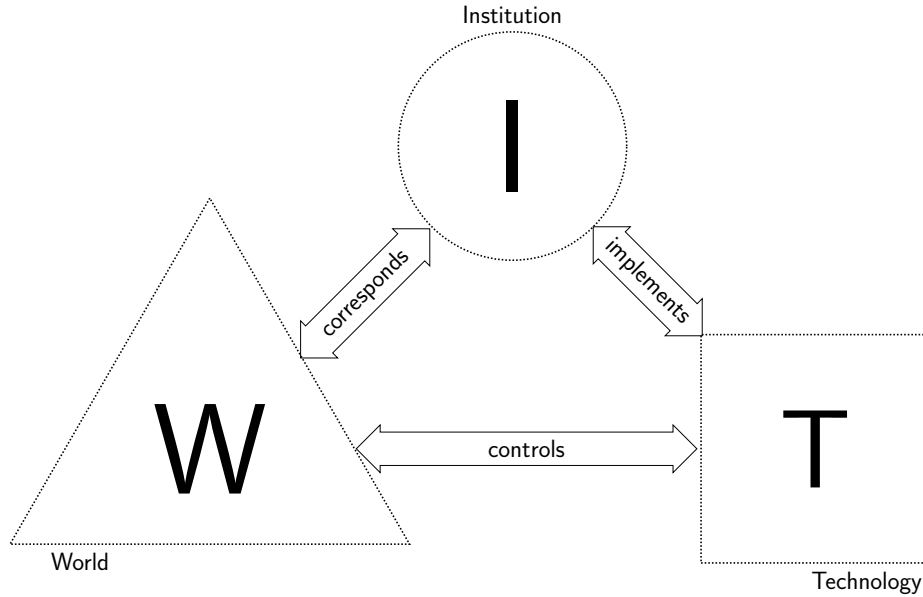 Institution
I
corresponds
implements
W
controls
T
World
Technology